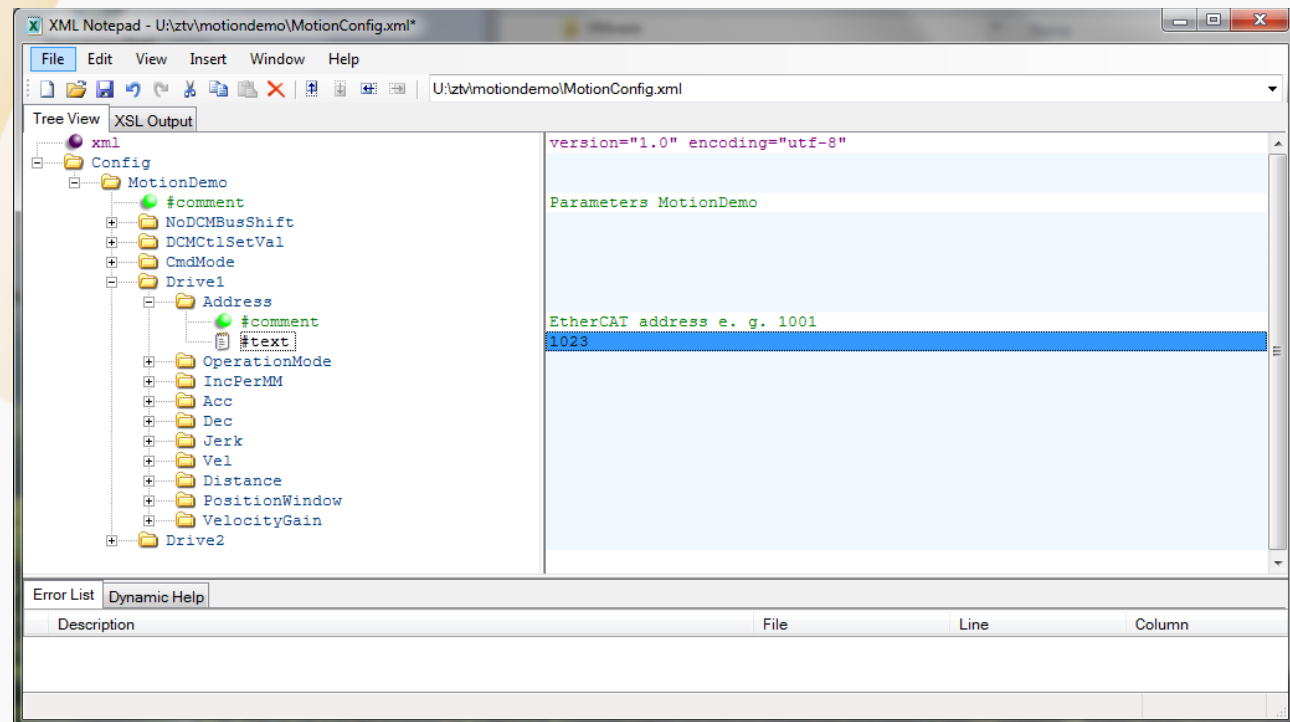 XML Notepad - U:\ztv\motiondemo\MotionConfig.xml*
File Edit View Insert Window Help
U:\ztv\motiondemo\MotionConfig.xml
Tree View XSL Output
xml version="1.0" encoding="utf-8"
Config
MotionDemo
#comment Parameters MotionDemo
NoDCMBusShift
DCMCtlSetVal
CmdMode
Drive1
Address
#comment EtherCAT address e. g. 1001
#text 1023
OperationMode
IncPerMM
Acc
Dec
Jerk
Vel
Distance
PositionWindow
VelocityGain
Drive2
Error List Dynamic Help
Description File Line Column